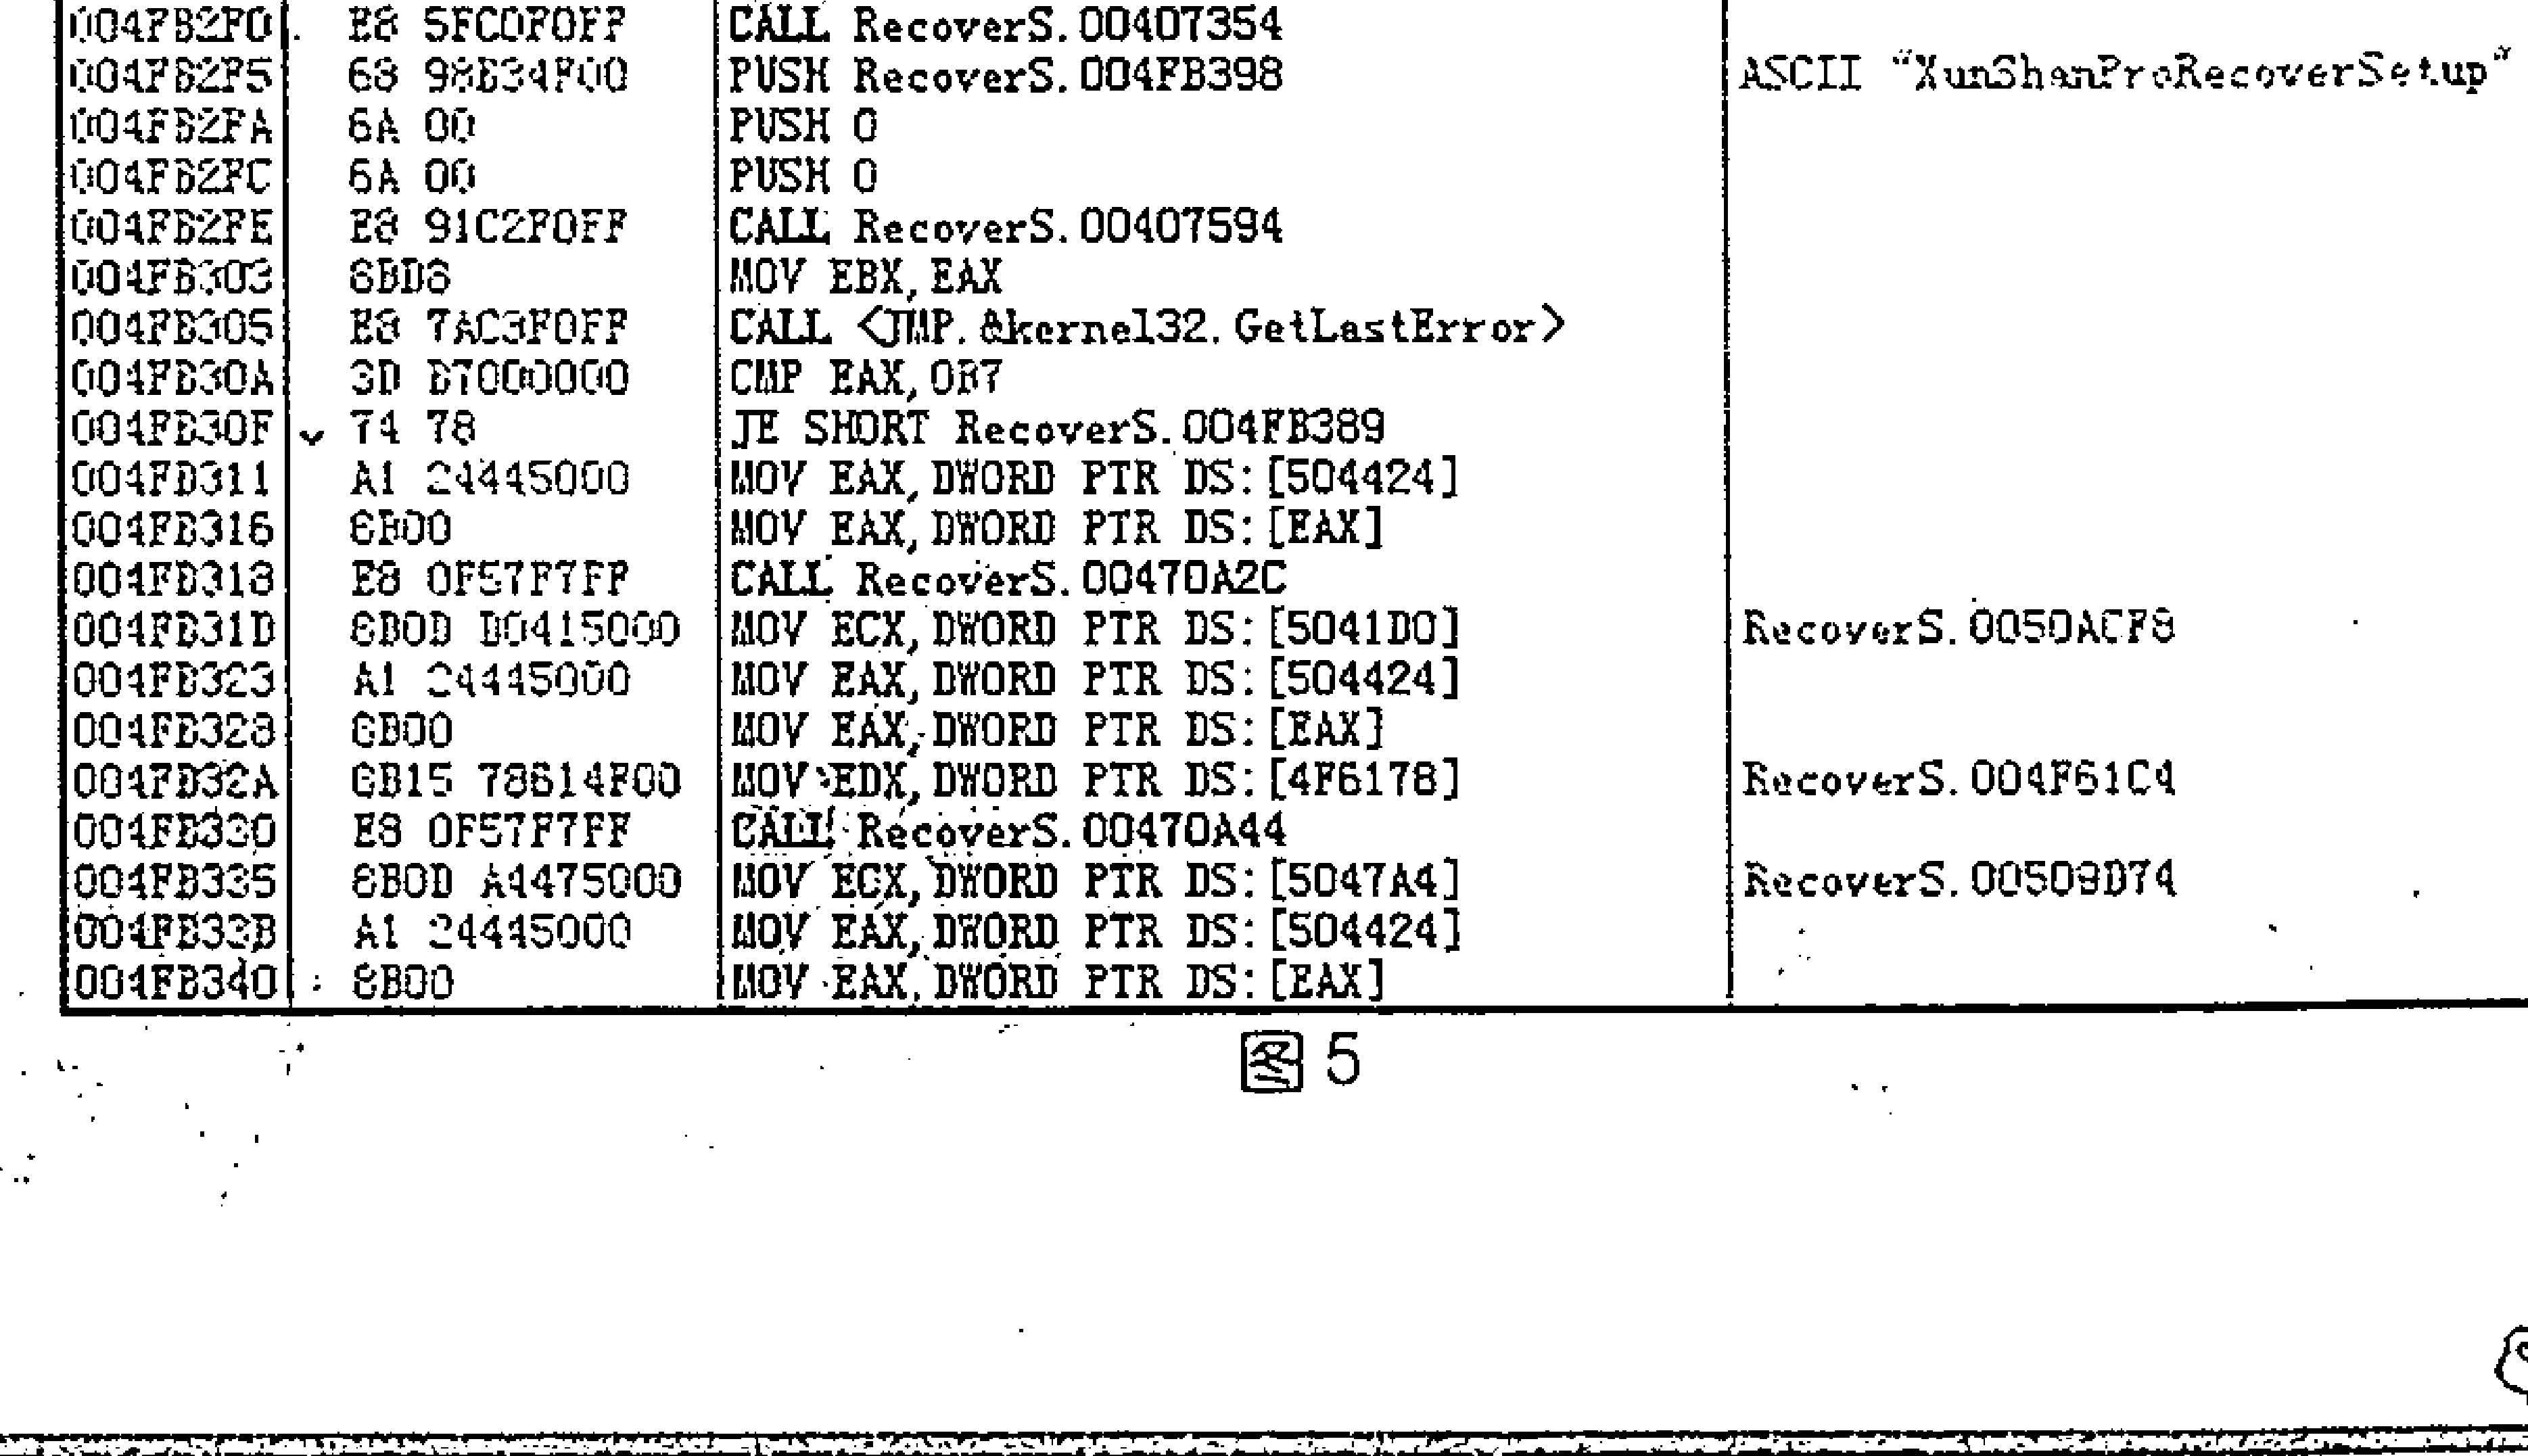 004FB2F0 . E8 5FC0F0FF CALL RecoverS.00407354
004FB2F5 68 98B34F00 PUSH RecoverS.004FB398 ASCII "XunShanProRecoverSetup"
004FB2FA 6A 00 PUSH 0
004FB2FC 6A 00 PUSH 0
004FB2FE E8 91C2F0FF CALL RecoverS.00407594
004FB303 8BD8 MOV EBX,EAX
004FB305 E8 7AC3F0FF CALL <JMP.&kernel32.GetLastError>
004FB30A 3D B7000000 CMP EAX,0B7
004FB30F 74 78 JE SHORT RecoverS.004FB389
004FB311 A1 24445000 MOV EAX,DWORD PTR DS:[504424]
004FB316 8B00 MOV EAX,DWORD PTR DS:[EAX]
004FB318 E8 0F57F7FF CALL RecoverS.00470A2C
004FB31D 8B0D D0415000 MOV ECX,DWORD PTR DS:[5041D0] RecoverS.0050ACF8
004FB323 A1 24445000 MOV EAX,DWORD PTR DS:[504424]
004FB328 8B00 MOV EAX,DWORD PTR DS:[EAX]
004FB32A 8B15 78614F00 MOV EDX,DWORD PTR DS:[4F6178] RecoverS.004F61C4
004FB330 E8 0F57F7FF CALL RecoverS.00470A44
004FB335 8B0D A4475000 MOV ECX,DWORD PTR DS:[5047A4] RecoverS.00509D74
004FB33B A1 24445000 MOV EAX,DWORD PTR DS:[504424]
004FB340 : 8B00 MOV EAX,DWORD PTR DS:[EAX]
图5